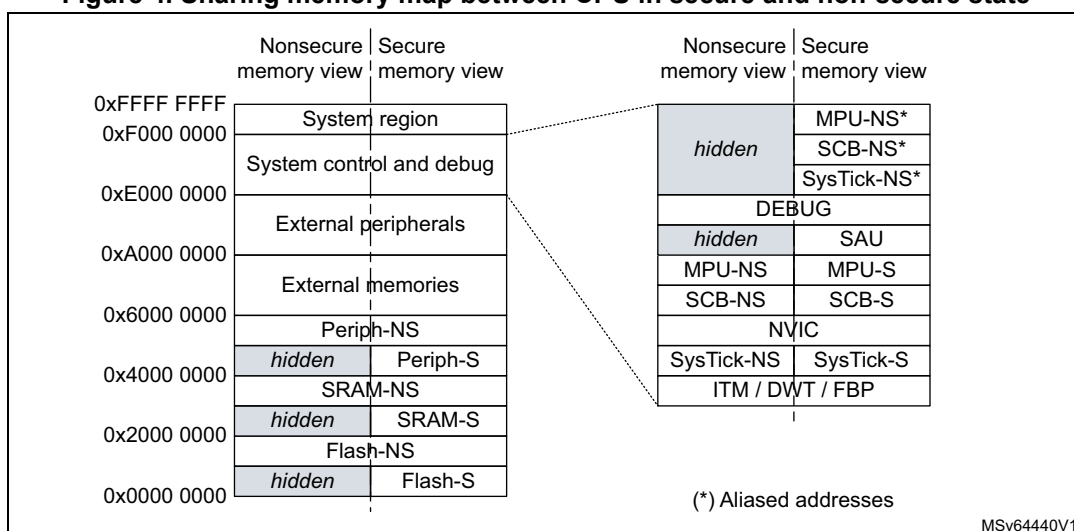 Figure 4. Sharing memory map between CPU in secure and non-secure state
Nonsecure Secure
memory view memory view
0xFFFF FFFF
System region
0xF000 0000
System control and debug
0xE000 0000
External peripherals
0xA000 0000
External memories
0x6000 0000
Periph-NS
hidden Periph-S
0x4000 0000
SRAM-NS
hidden SRAM-S
0x2000 0000
Flash-NS
hidden Flash-S
0x0000 0000
Nonsecure Secure
memory view memory view
hidden
MPU-NS*
SCB-NS*
SysTick-NS*
DEBUG
hidden SAU
MPU-NS MPU-S
SCB-NS SCB-S
NVIC
SysTick-NS SysTick-S
ITM / DWT / FBP
(*) Aliased addresses
MSv64440V1